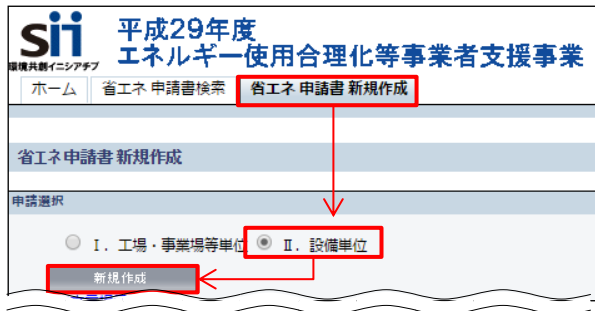 sii
平成29年度
環境共創イニシアチブ
エネルギー使用合理化等事業者支援事業
ホーム 省エネ 申請書検索 省エネ 申請書 新規作成
省エネ申請書 新規作成
申請選択
Ⅰ. 工場・事業場等単位 Ⅱ. 設備単位
新規作成